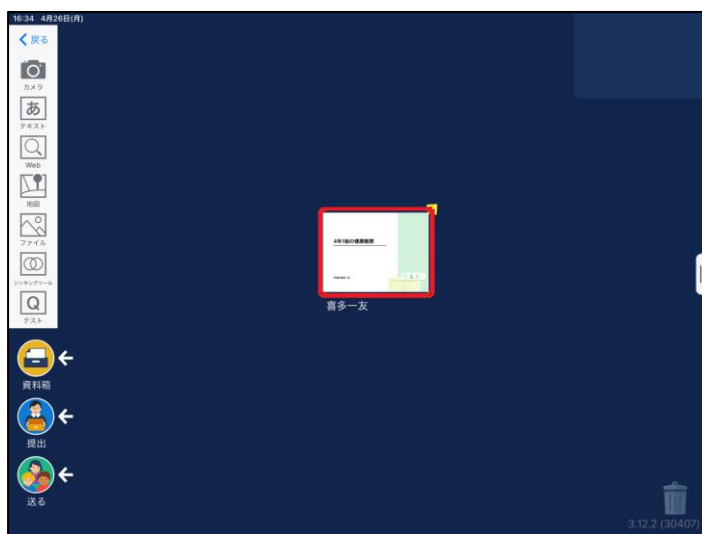 16:34 4月26日(月)
戻る
カメラ
あ
テキスト
Web
地図
ファイル
シンキングツール
Q
テスト
資料箱
提出
送る
喜多一友
3.12.2 (30407)